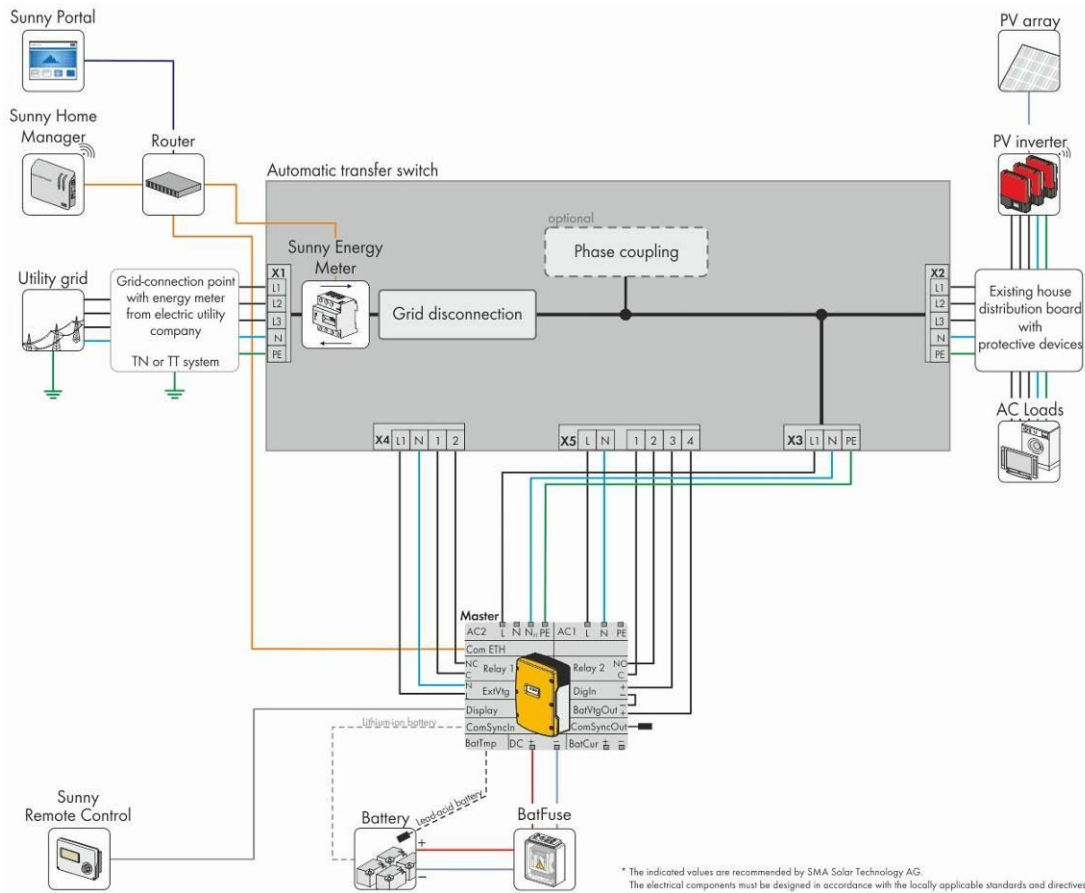 Sunny Portal
PV array
Sunny Home
Manager
Router
PV inverter
Automatic transfer switch
optional
Phase coupling
Sunny Energy
Meter
Grid disconnection
Utility grid
Grid-connection point
with energy meter
from electric utility
company
TN or TT system
X1
L1
L2
L3
N
PE
X2
L1
L2
L3
N
PE
Existing house
distribution board
with
protective devices
AC Loads
X4 L1 N 1 2
X5 L N 1 2 3 4
X3 L1 N PE
Master
AC2 L N NTT PE AC1 L N PE
Com ETH
NC Relay 1 C
Relay 2 NO C
N ExtVtg
DigIn + −
Display
BatVtgOut +
Lithium-ion battery
ComSyncIn
ComSyncOut
BatTmp DC + − BatCur + −
Lead-acid battery
Sunny
Remote Control
Battery
+
−
BatFuse
* The indicated values are recommended by SMA Solar Technology AG.
The electrical components must be designed in accordance with the locally applicable standards and directives